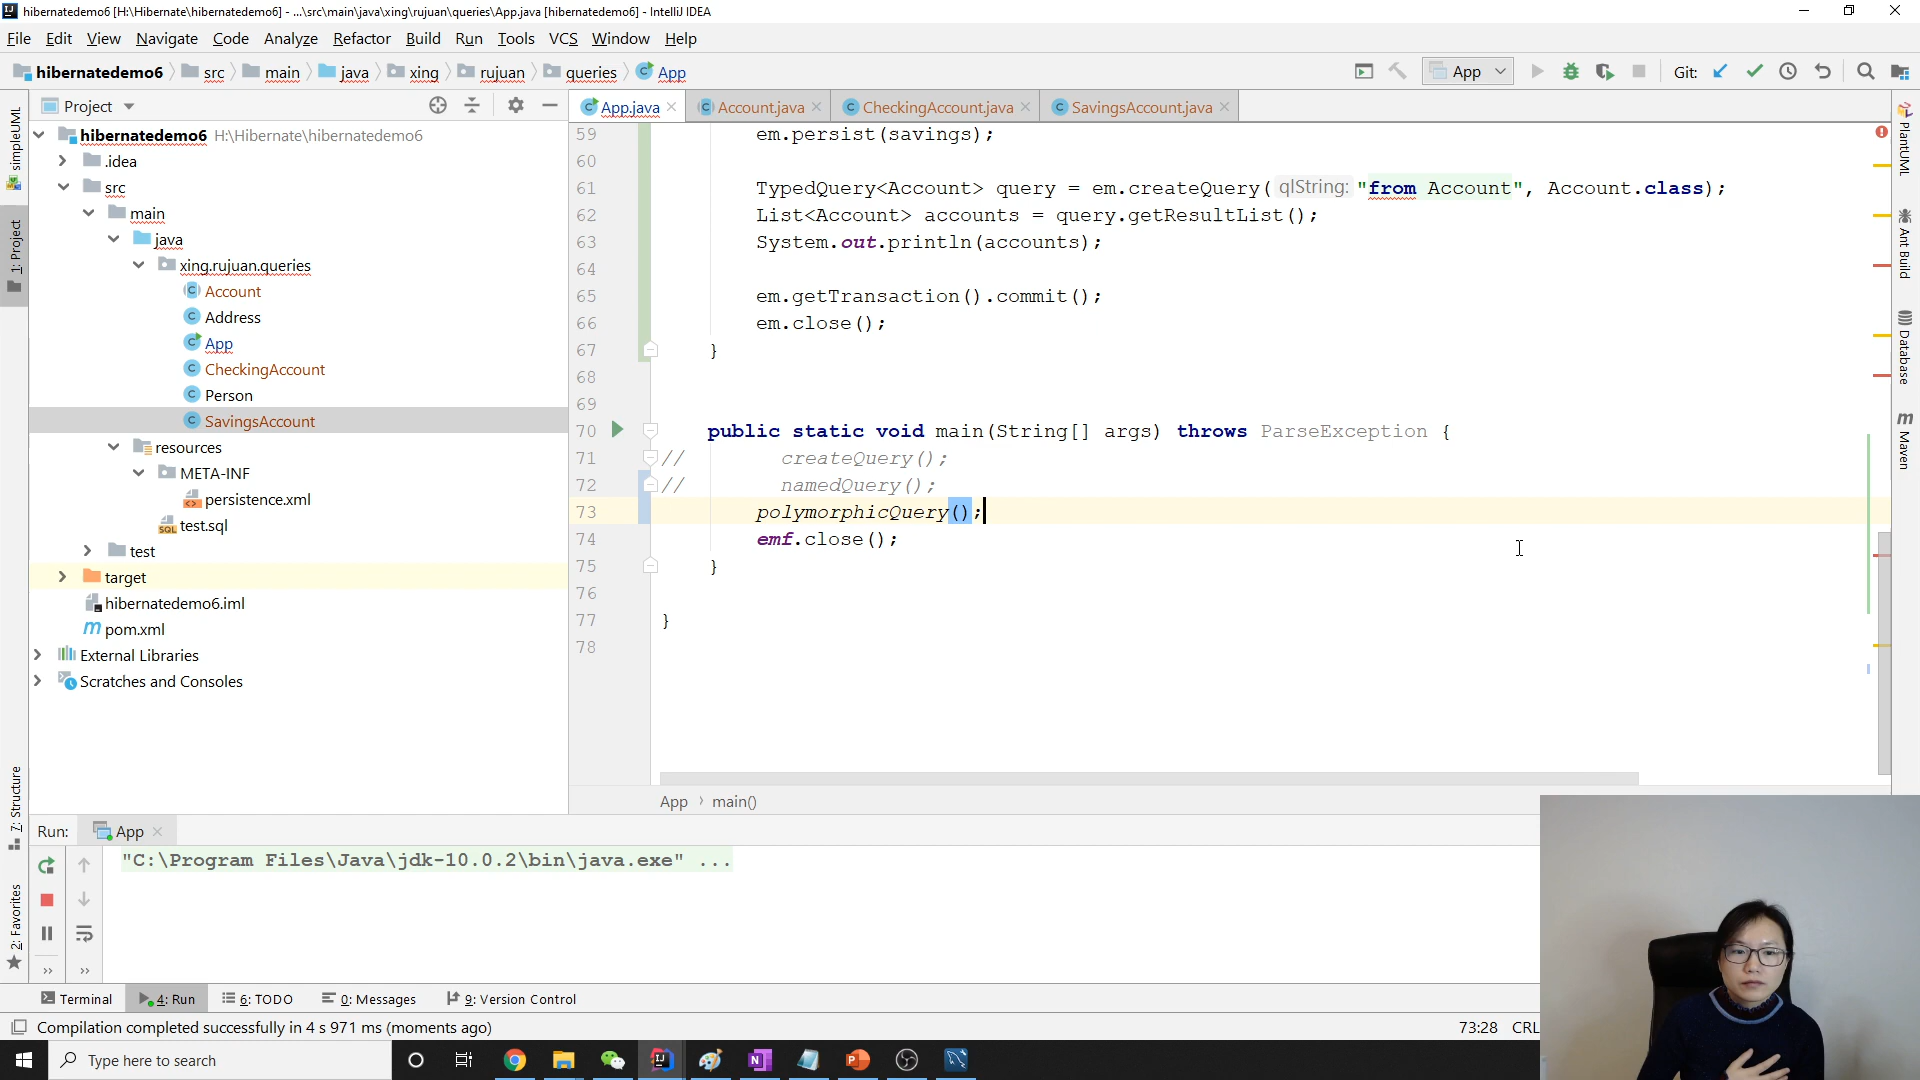 hibernatedemo6 [H:\Hibernate\hibernatedemo6] - ...\src\main\java\xing\rujuan\queries\App.java [hibernatedemo6] - IntelliJ IDEA
File Edit View Navigate Code Analyze Refactor Build Run Tools VCS Window Help
hibernatedemo6 src main java xing rujuan queries App
App
Git:
Project
App.java
Account.java
CheckingAccount.java
SavingsAccount.java
simpleUML
1: Project
7: Structure
2: Favorites
hibernatedemo6 H:\Hibernate\hibernatedemo6
.idea
src
main
java
xing.rujuan.queries
Account
Address
App
CheckingAccount
Person
SavingsAccount
resources
META-INF
persistence.xml
test.sql
test
target
hibernatedemo6.iml
pom.xml
External Libraries
Scratches and Consoles
59 em.persist(savings);
60
61 TypedQuery<Account> query = em.createQuery( qlString: "from Account", Account.class);
62 List<Account> accounts = query.getResultList();
63 System.out.println(accounts);
64
65 em.getTransaction().commit();
66 em.close();
67 }
68
69
70 public static void main(String[] args) throws ParseException {
71 // createQuery();
72 // namedQuery();
73 polymorphicQuery();
74 emf.close();
75 }
76
77 }
78
App › main()
PlantUML
Ant Build
Database
Maven
Run: App
"C:\Program Files\Java\jdk-10.0.2\bin\java.exe" ...
Terminal 4: Run 6: TODO 0: Messages 9: Version Control
Compilation completed successfully in 4 s 971 ms (moments ago)
73:28 CRL
Type here to search